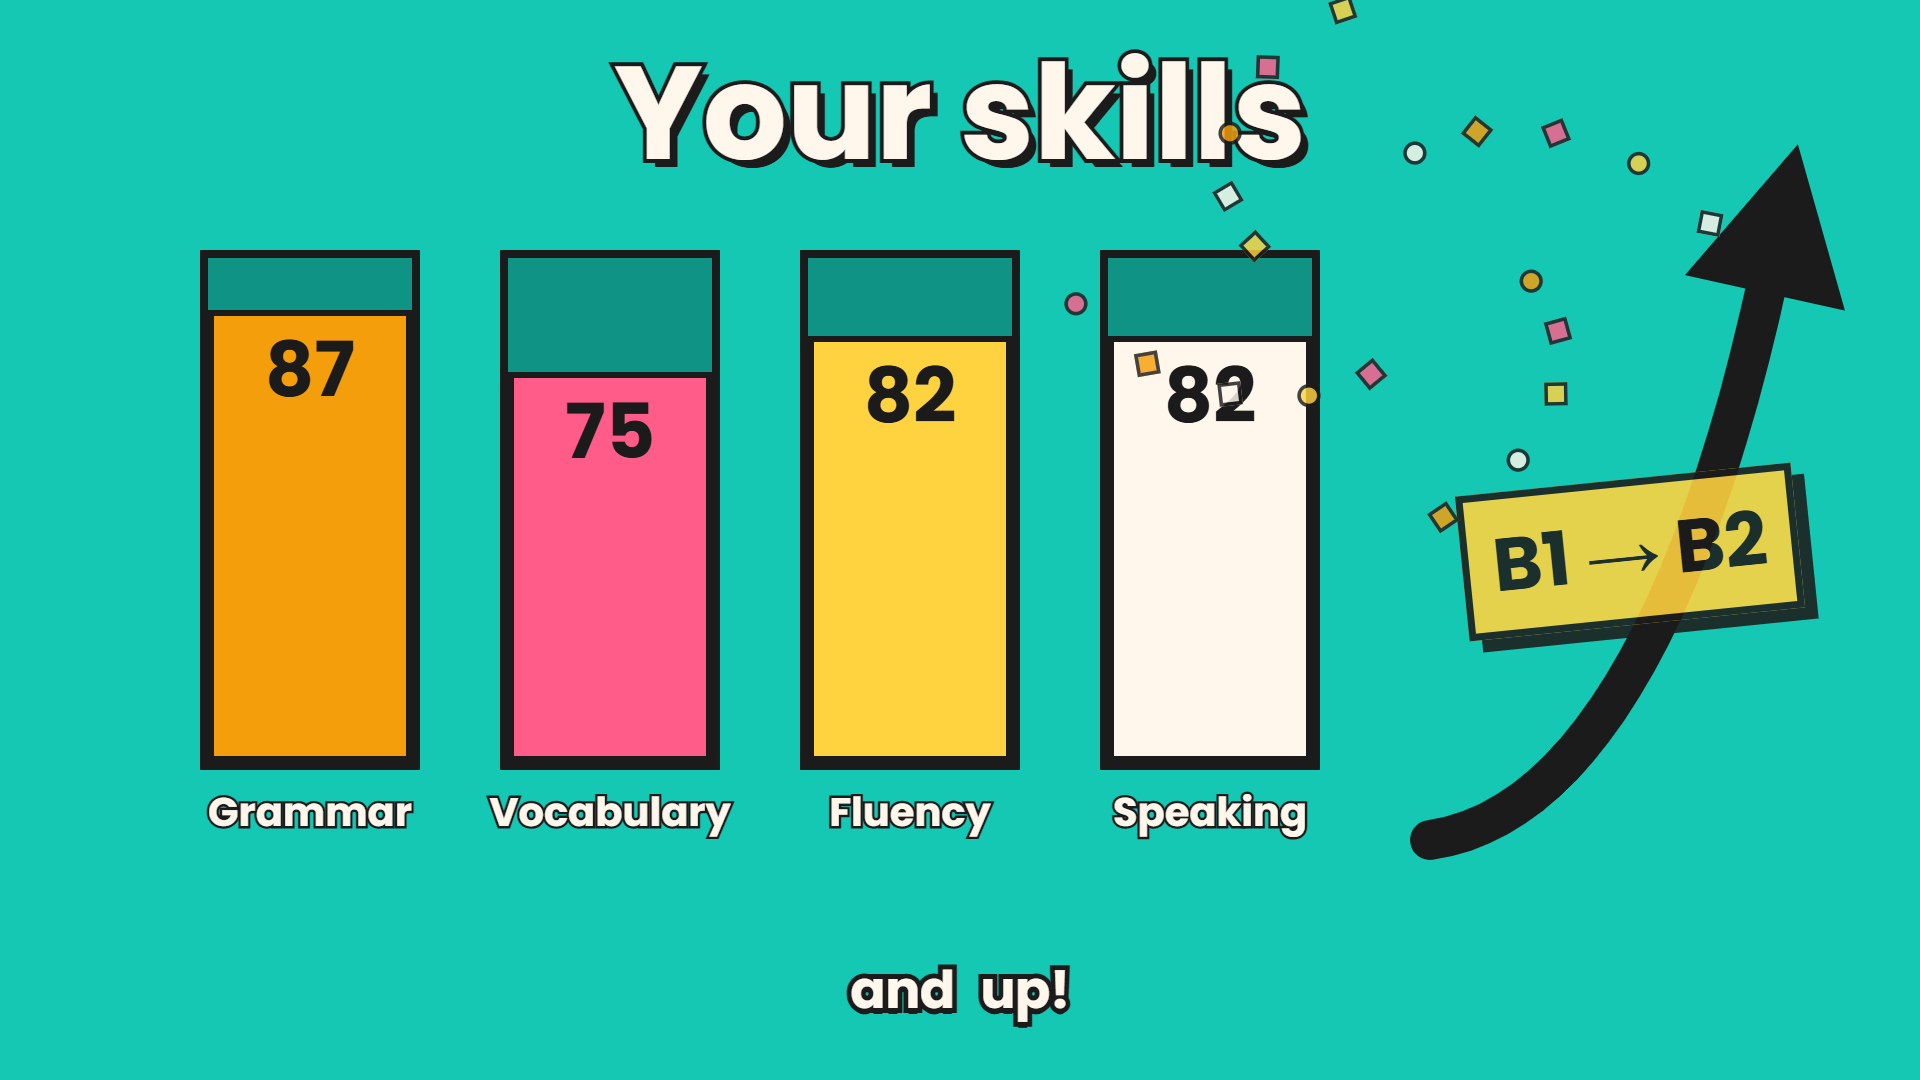 Your skills
87
75
82
82
B1 → B2
Grammar
Vocabulary
Fluency
Speaking
and up!